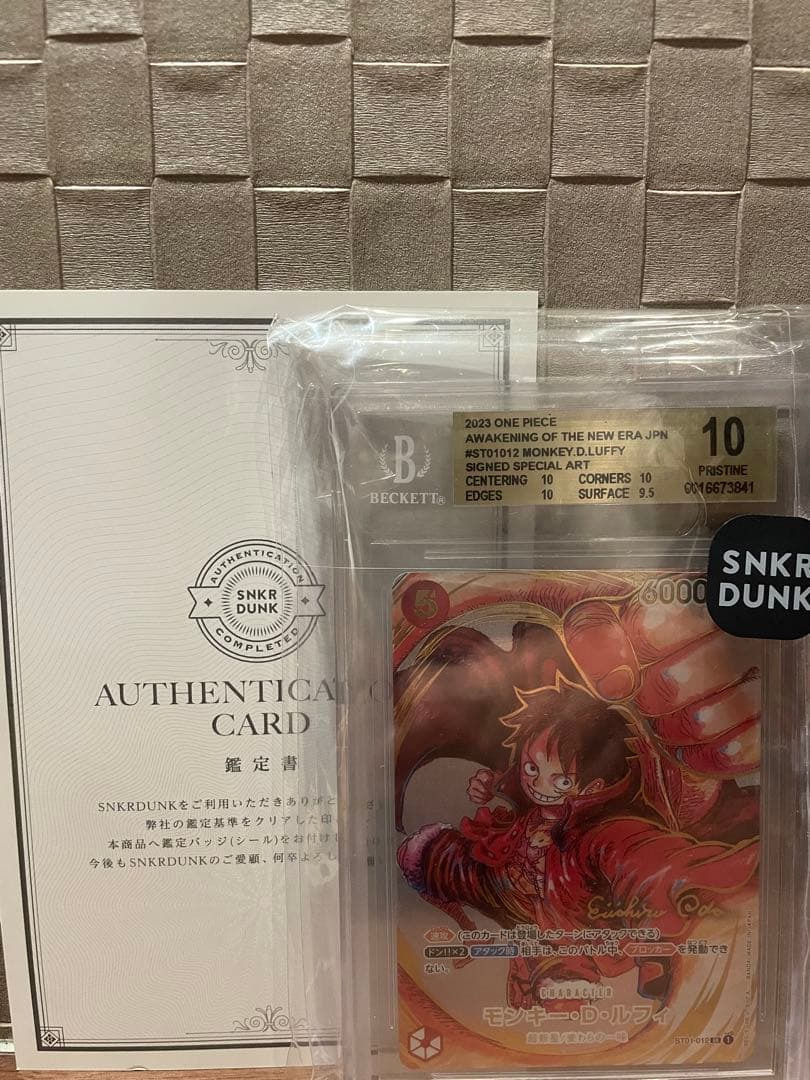 AUTHENTICATION
SNKR
DUNK
COMPLETED
AUTHENTICATIO
CARD
鑑定書
SNKRDUNKをご利用いただきありがと
弊社の鑑定基準をクリアした印
本商品へ鑑定バッジ(シール)をお付けし
今後もSNKRDUNKのご愛顧、何卒よろし
B
BECKETT®
2023 ONE PIECE
AWAKENING OF THE NEW ERA JPN
#ST01012 MONKEY.D.LUFFY
SIGNED SPECIAL ART
CENTERING 10 CORNERS 10
EDGES 10 SURFACE 9.5
10
PRISTINE
0016673841
SNKR
DUNK
5
6000
Eiichiro Oda
速攻 (このカードは登場したターンにアタックできる)
ドン!!×2 アタック時 相手は、このバトル中、ブロッカー を発動でき
ない。
CHARACTER
モンキー・D・ルフィ
超新星/麦わらの一味
ST01-012 SR 1